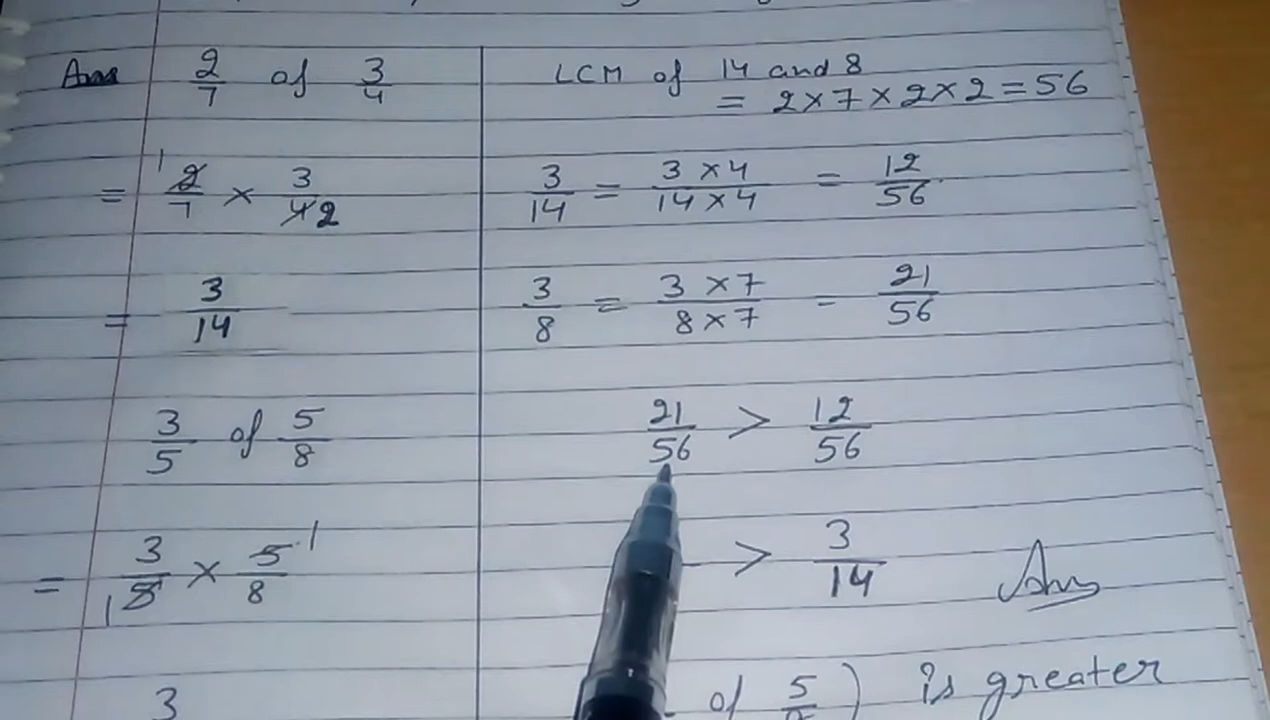 Ans 2/7 of 3/4
= 1 2/7 × 3/4 2
= 3/14
3/5 of 5/8
= 3/5 1 × 5/8 1
3
LCM of 14 and 8
= 2×7×2×2=56
3/14 = 3×4/14×4 = 12/56
3/8 = 3×7/8×7 = 21/56
21/56 > 12/56
> 3/14 Ans
of 5/ ) is greater